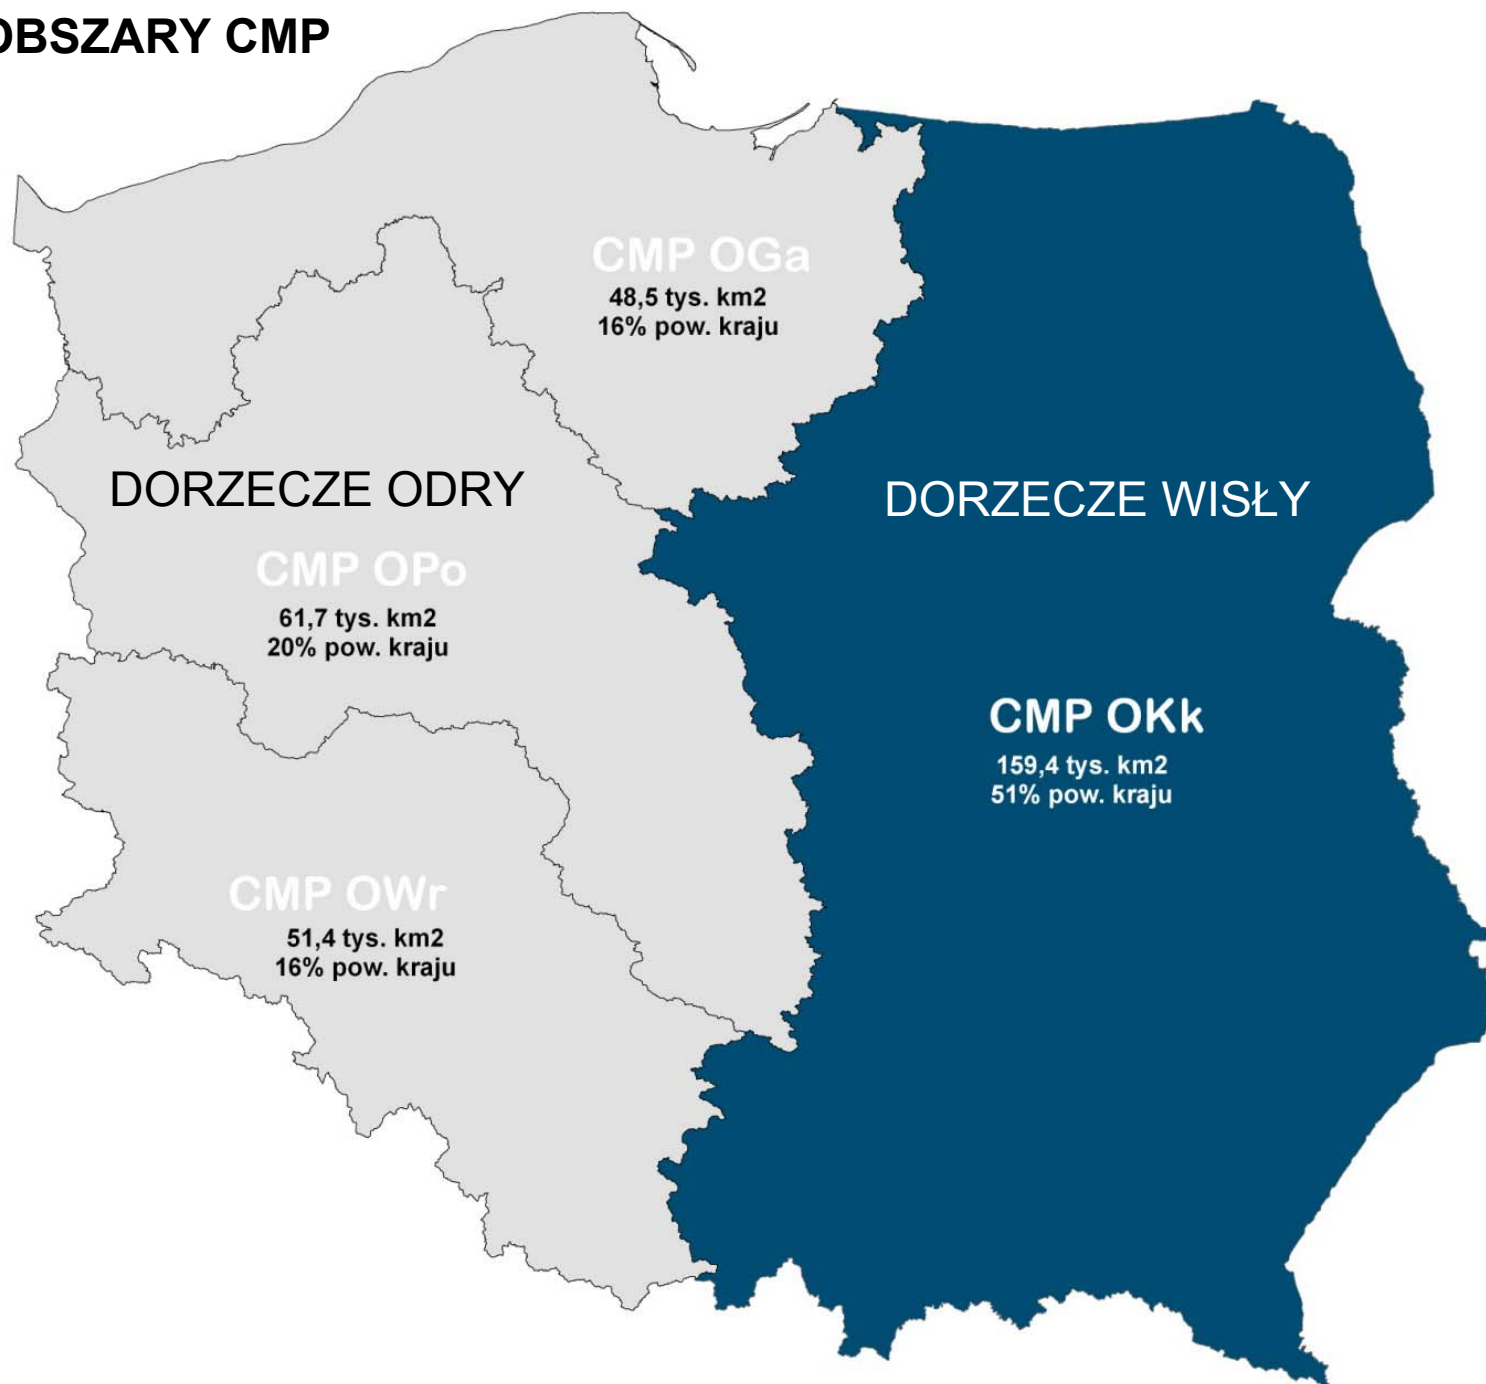 OBSZARY CMP
CMP OGa
48,5 tys. km2
16% pow. kraju
DORZECZE ODRY
DORZECZE WISŁY
CMP OPo
61,7 tys. km2
20% pow. kraju
CMP OKk
159,4 tys. km2
51% pow. kraju
CMP OWr
51,4 tys. km2
16% pow. kraju